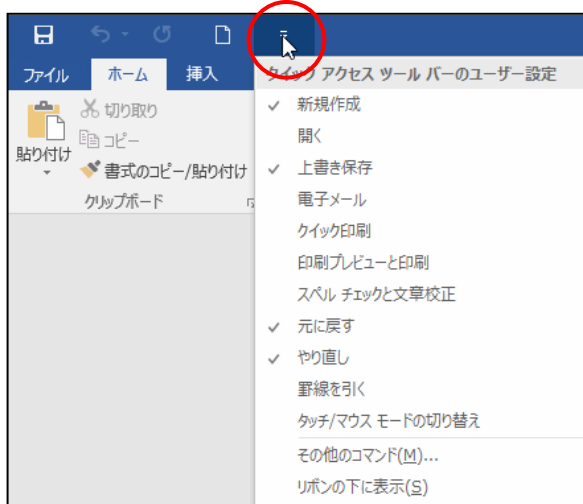 ファイル ホーム 挿入
クイック アクセス ツール バーのユーザー設定
切り取り
コピー
貼り付け
書式のコピー/貼り付け
クリップボード
新規作成
開く
上書き保存
電子メール
クイック印刷
印刷プレビューと印刷
スペル チェックと文章校正
元に戻す
やり直し
罫線を引く
タッチ/マウス モードの切り替え
その他のコマンド(M)...
リボンの下に表示(S)